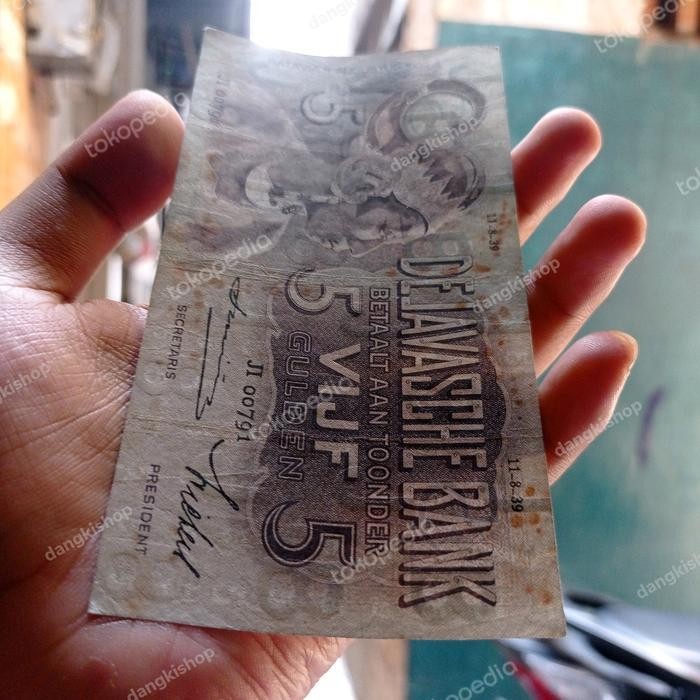 11-8-39 11-8-39
DE JAVASCHE BANK
BETAALT AAN TOONDER
5 VIJF 5
GULDEN
5
JI 00791
SECRETARIS
PRESIDENT
tokopedia
dangkishop